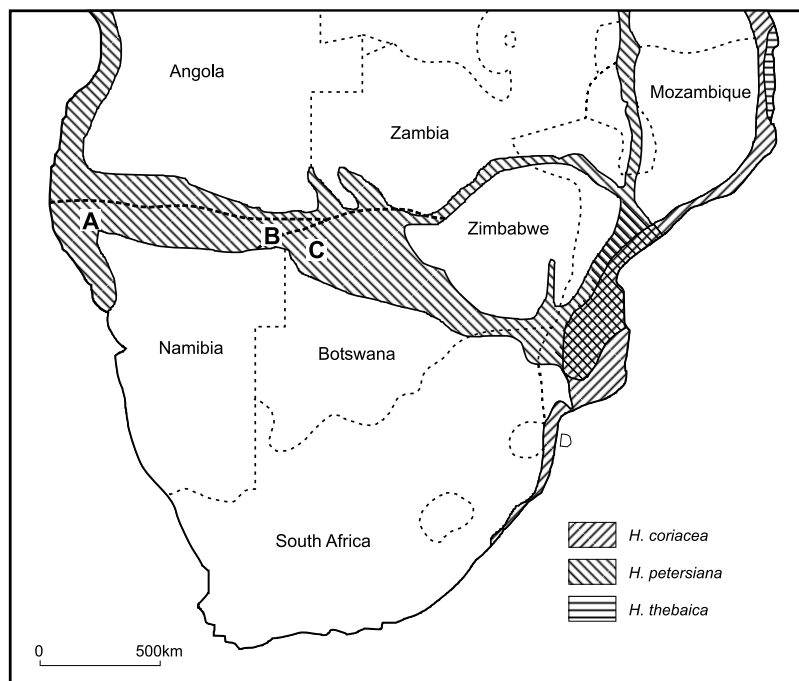 Angola
Mozambique
Zambia
A
B
C
Zimbabwe
Namibia
Botswana
D
South Africa
H. coriacea
H. petersiana
H. thebaica
0 500km